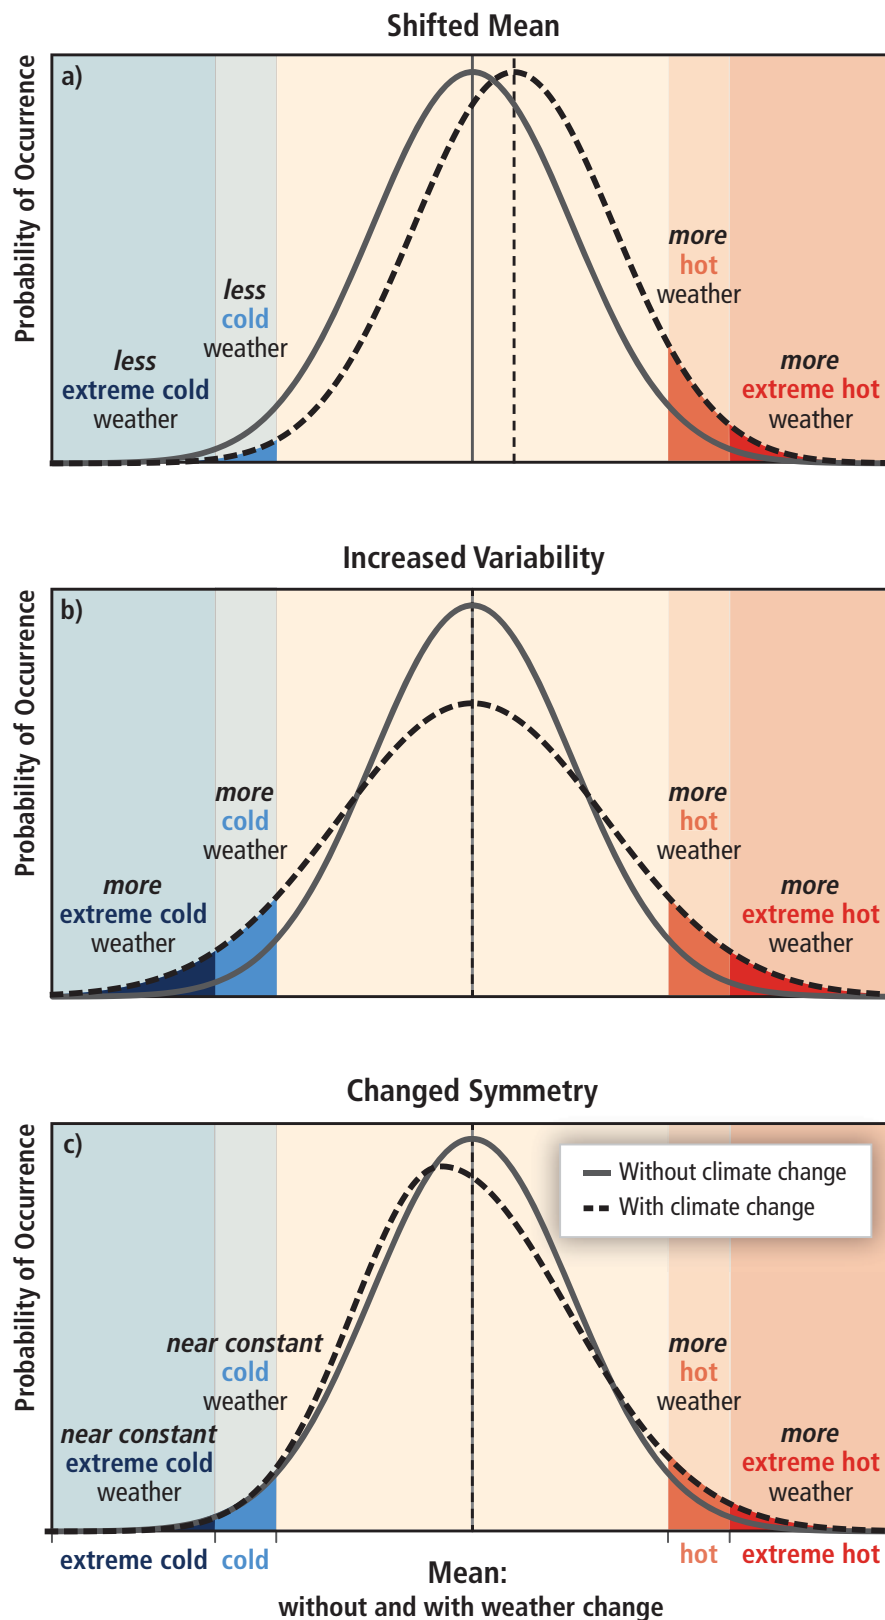 Shifted Mean
a)
Probability of Occurrence
less
extreme cold
weather
less
cold
weather
more
hot
weather
more
extreme hot
weather
Increased Variability
b)
Probability of Occurrence
more
extreme cold
weather
more
cold
weather
more
hot
weather
more
extreme hot
weather
Changed Symmetry
c)
Probability of Occurrence
Without climate change
With climate change
near constant
extreme cold
weather
near constant
cold
weather
more
hot
weather
more
extreme hot
weather
extreme cold
cold
hot
extreme hot
Mean:
without and with weather change